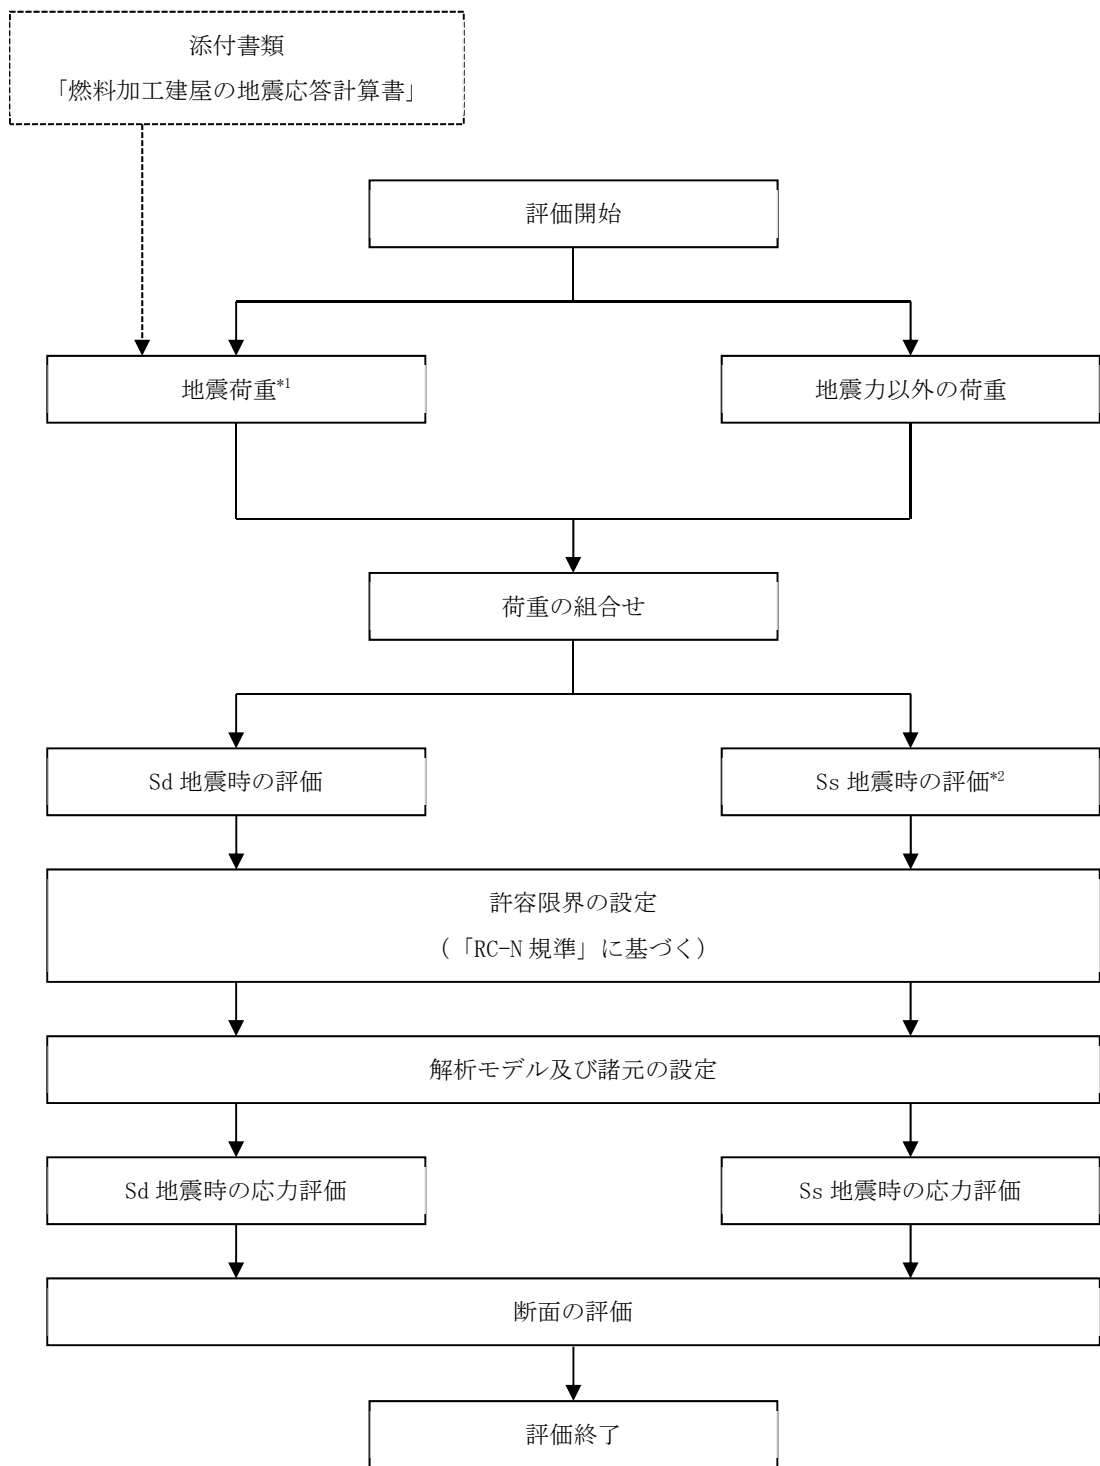 添付書類
「燃料加工建屋の地震応答計算書」
評価開始
地震荷重*1
地震力以外の荷重
荷重の組合せ
Sd 地震時の評価
Ss 地震時の評価*2
許容限界の設定
（「RC-N 規準」に基づく）
解析モデル及び諸元の設定
Sd 地震時の応力評価
Ss 地震時の応力評価
断面の評価
評価終了